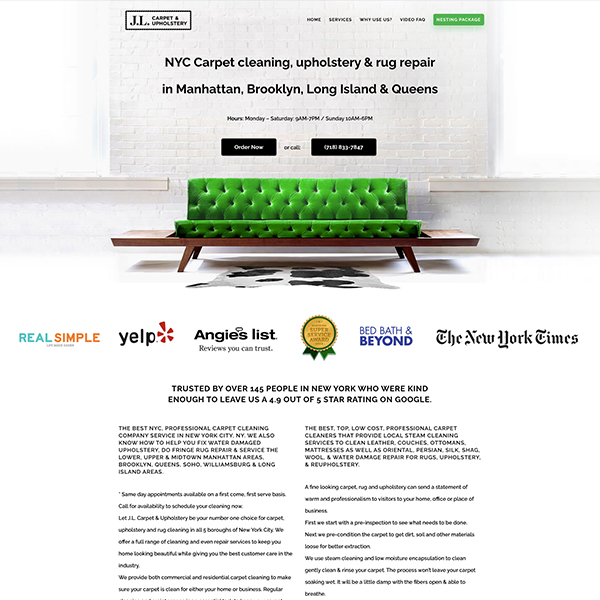 J.L. CARPET & UPHOLSTERY
HOME SERVICES WHY USE US? VIDEO FAQ NESTING PACKAGE
NYC Carpet cleaning, upholstery & rug repair
in Manhattan, Brooklyn, Long Island & Queens
Hours: Monday – Saturday: 9AM-7PM / Sunday 10AM-6PM
Order Now or call: (718) 833-7847
REAL SIMPLE
yelp
Angie's list
Reviews you can trust.
SUPER
SERVICE
AWARD
BED BATH &
BEYOND
The New York Times
TRUSTED BY OVER 145 PEOPLE IN NEW YORK WHO WERE KIND
ENOUGH TO LEAVE US A 4.9 OUT OF 5 STAR RATING ON GOOGLE.
THE BEST NYC, PROFESSIONAL CARPET CLEANING
COMPANY SERVICE IN NEW YORK CITY, NY. WE ALSO
KNOW HOW TO HELP YOU FIX WATER DAMAGED
UPHOLSTERY, DO FRINGE RUG REPAIR & SERVICE THE
LOWER, UPPER & MIDTOWN MANHATTAN AREAS,
BROOKLYN, QUEENS. SOHO, WILLIAMSBURG & LONG
ISLAND AREAS.
* Same day appointments available on a first come, first serve basis.
Call for availability to schedule your cleaning now.
Let J.L. Carpet & Upholstery be your number one choice for carpet,
upholstery and rug cleaning in all 5 boroughs of New York City. We
offer a full range of cleaning and even repair services to keep you
home looking beautiful while giving you the best customer care in the
industry.
We provide both commercial and residential carpet cleaning to make
sure your carpet is clean for either your home or business. Regular
THE BEST, TOP, LOW COST, PROFESSIONAL CARPET
CLEANERS THAT PROVIDE LOCAL STEAM CLEANING
SERVICES TO CLEAN LEATHER, COUCHES, OTTOMANS,
MATTRESSES AS WELL AS ORIENTAL, PERSIAN, SILK, SHAG,
WOOL, & WATER DAMAGE REPAIR FOR RUGS, UPHOLSTERY,
& REUPHOLSTERY.
A fine looking carpet, rug and upholstery can send a statement of
warm and professionalism to visitors to your home, office or place of
business.
First we start with a pre-inspection to see what needs to be done.
Next we pre-condition the carpet to get dirt, soil and other materials
loose for better extraction.
We use steam cleaning and low moisture encapsulation to clean
gently clean & rinse your carpet. The process won't leave your carpet
soaking wet. It will be a little damp with the fibers open & able to
breathe.